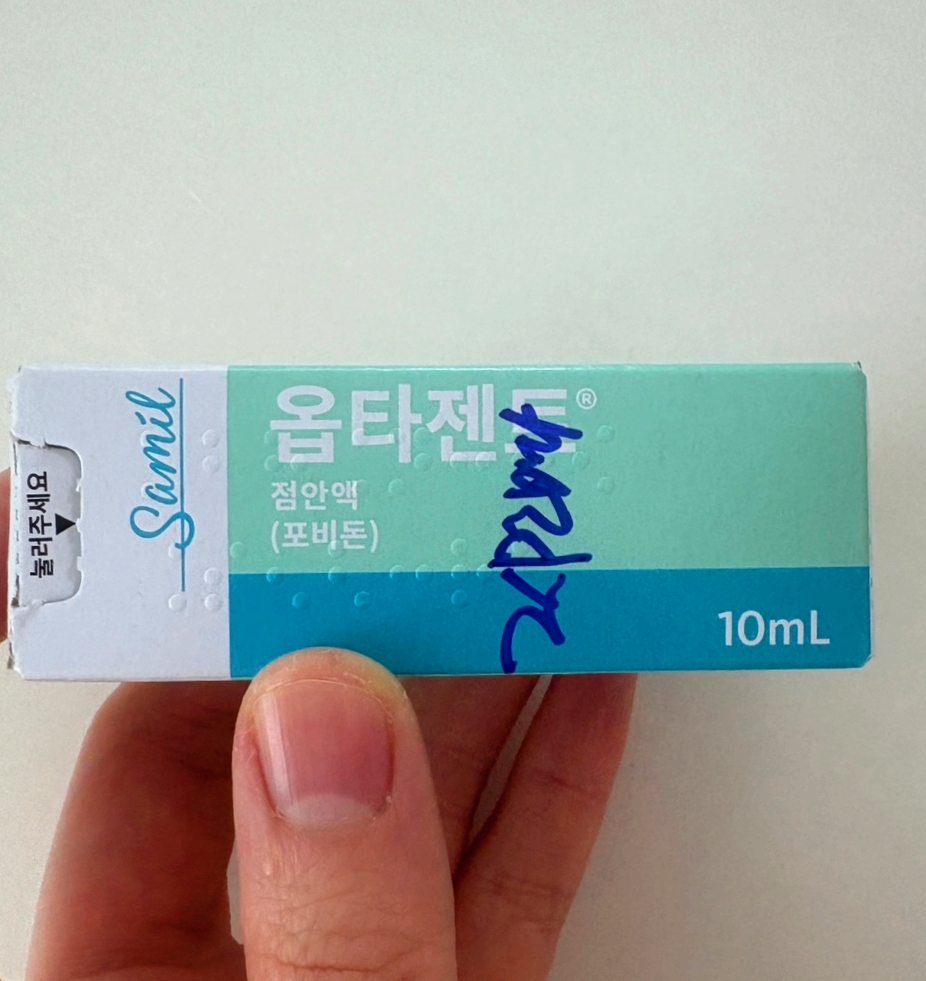 눌러주세요
Samil
옵타젠트®
점안액
(포비돈)
10mL